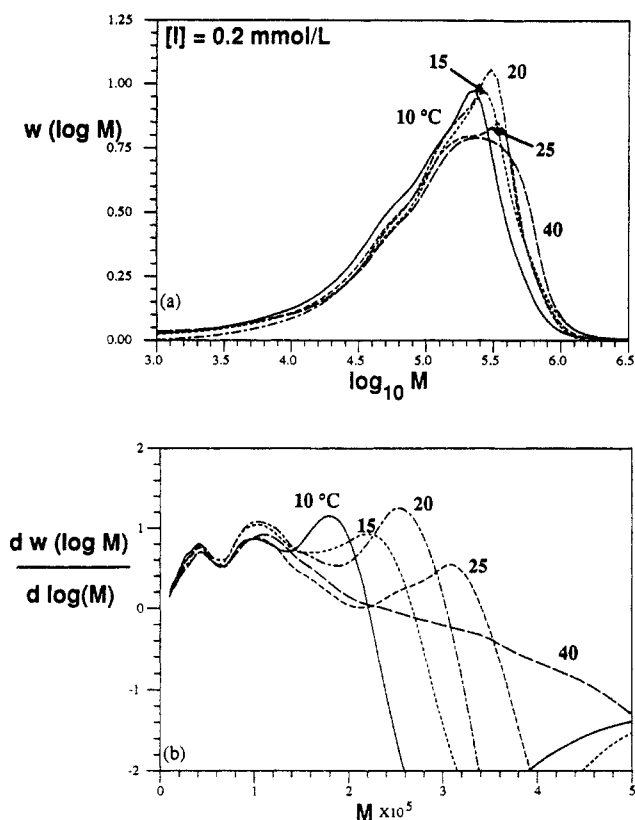 [I] = 0.2 mmol/L
1.25
1.00
w (log M)
0.75
0.50
0.25
0.00
15
20
10 °C
25
40
(a)
3.0 3.5 4.0 4.5 5.0 5.5 6.0 6.5
log10 M
2
1
d w (log M)
d log(M)
0
-1
-2
10 °C
15
20
25
40
(b)
0 1 2 3 4 5
M X10⁵